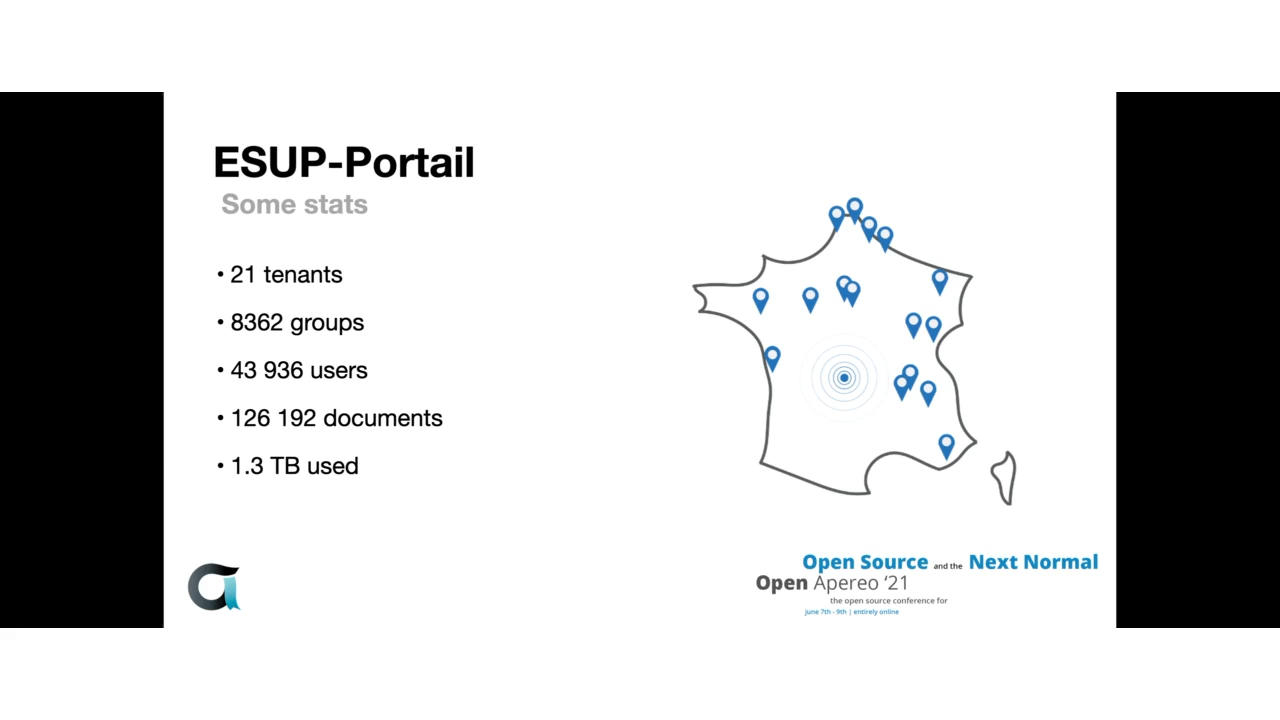 ESUP-Portail
Some stats
• 21 tenants
• 8362 groups
• 43 936 users
• 126 192 documents
• 1.3 TB used
Open Source and the Next Normal
Open Apereo ‘21
the open source conference for
june 7th - 9th | entirely online